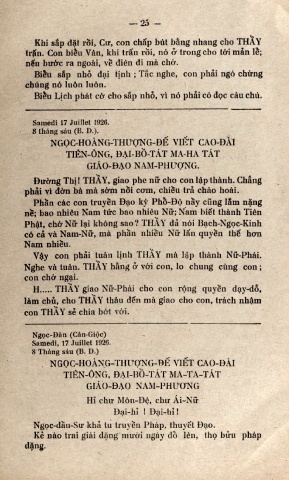 — 25 —
Khi sắp đặt rồi, Cư, con chấp bút bằng nhang cho THẦY
trấn. Con biểu Vân, khi trấn rồi, nó ở trong cho tới mãn lễ;
nếu bước ra ngoài, về điên đi mà chớ.
Biểu sắp nhỏ đại tịnh; Tắc nghe, con phải ngó chừng
chúng nó luôn luôn.
Biểu Lịch phát cờ cho sắp nhỏ, vì nó phải có đọc câu chú.
Samedi 17 Juillet 1926.
8 tháng sáu (B. D.).
NGỌC-HOÀNG-THƯỢNG-ĐẾ VIẾT CAO-ĐÀI
TIÊN-ÔNG, ĐẠI-BỒ-TÁT MA-HA TÁT
GIÁO-ĐẠO NAM-PHƯƠNG.
Đường Thị! THẦY, giao phe nữ cho con lập thành. Chẳng
phải vì đờn bà mà sớm nồi cơm, chiều trả cháo hoài.
Phần các con truyền Đạo kỳ Phổ-Độ nầy cũng lắm nặng
nề; bao nhiêu Nam tức bao nhiêu Nữ; Nam biết thành Tiên
Phật, chớ Nữ lại không sao? THẦY đã nói Bạch-Ngọc-Kinh
có cả và Nam-Nữ, mà phần nhiều Nữ lấn quyền thế hơn
Nam nhiều.
Vậy con phải tuân lịnh THẦY mà lập thành Nữ-Phái.
Nghe và tuân. THẦY hằng ở với con, lo chung cùng con;
con chớ ngại.
H..... THẦY giao Nữ-Phái cho con rộng quyền dạy-dỗ,
làm chủ, cho THẦY thâu đến mà giao cho con, trách nhậm
con THẦY sẽ chia bớt với.
Ngọc-Đàn (Cần-Giộc)
Samedi, 17 Juillet 1926.
8 Tháng sáu (B. D.)
NGỌC-HOÀNG-THƯỢNG-ĐẾ VIẾT CAO-ĐÀI
TIÊN-ÔNG, ĐẠI-BỒ-TÁT MA-TA-TÁT
GIÁO-ĐẠO NAM-PHƯƠNG
Hỉ chư Môn-Đệ, chư Ái-Nữ
Đại-hỉ ! Đại-hỉ !
Ngọc-đầu-Sư khả tu truyền Pháp, thuyết Đạo.
Kẻ nào trai giái đặng mười ngày đỗ lên, thọ bửu pháp
đặng.